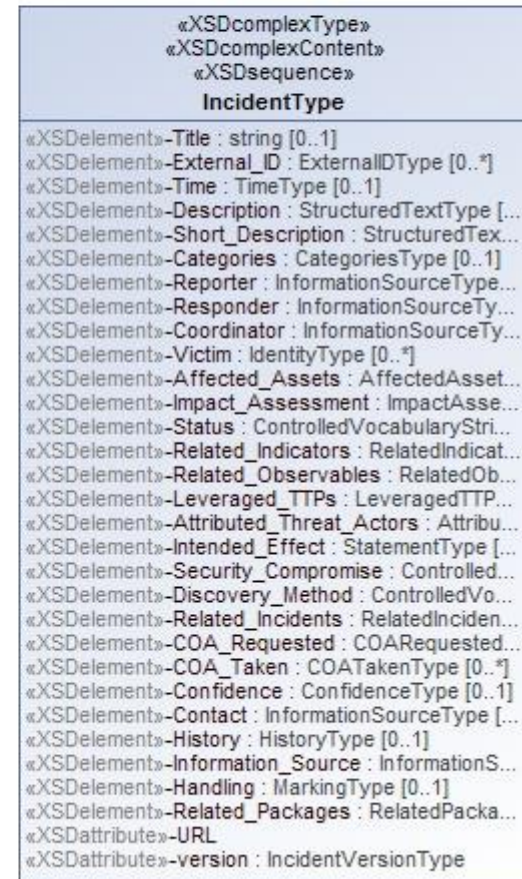 «XSDcomplexType»
«XSDcomplexContent»
«XSDsequence»
IncidentType
«XSDelement»-Title : string [0..1]
«XSDelement»-External_ID : ExternalIDType [0..*]
«XSDelement»-Time : TimeType [0..1]
«XSDelement»-Description : StructuredTextType [...
«XSDelement»-Short_Description : StructuredTex...
«XSDelement»-Categories : CategoriesType [0..1]
«XSDelement»-Reporter : InformationSourceType...
«XSDelement»-Responder : InformationSourceTy...
«XSDelement»-Coordinator : InformationSourceTy...
«XSDelement»-Victim : IdentityType [0..*]
«XSDelement»-Affected_Assets : AffectedAsset...
«XSDelement»-Impact_Assessment : ImpactAsse...
«XSDelement»-Status : ControlledVocabularyStri...
«XSDelement»-Related_Indicators : RelatedIndicat...
«XSDelement»-Related_Observables : RelatedOb...
«XSDelement»-Leveraged_TTPs : LeveragedTTP...
«XSDelement»-Attributed_Threat_Actors : Attribu...
«XSDelement»-Intended_Effect : StatementType [...
«XSDelement»-Security_Compromise : Controlled...
«XSDelement»-Discovery_Method : ControlledVo...
«XSDelement»-Related_Incidents : RelatedInciden...
«XSDelement»-COA_Requested : COARequested...
«XSDelement»-COA_Taken : COATakenType [0..*]
«XSDelement»-Confidence : ConfidenceType [0..1]
«XSDelement»-Contact : InformationSourceType [...
«XSDelement»-History : HistoryType [0..1]
«XSDelement»-Information_Source : InformationS...
«XSDelement»-Handling : MarkingType [0..1]
«XSDelement»-Related_Packages : RelatedPacka...
«XSDattribute»-URL
«XSDattribute»-version : IncidentVersionType